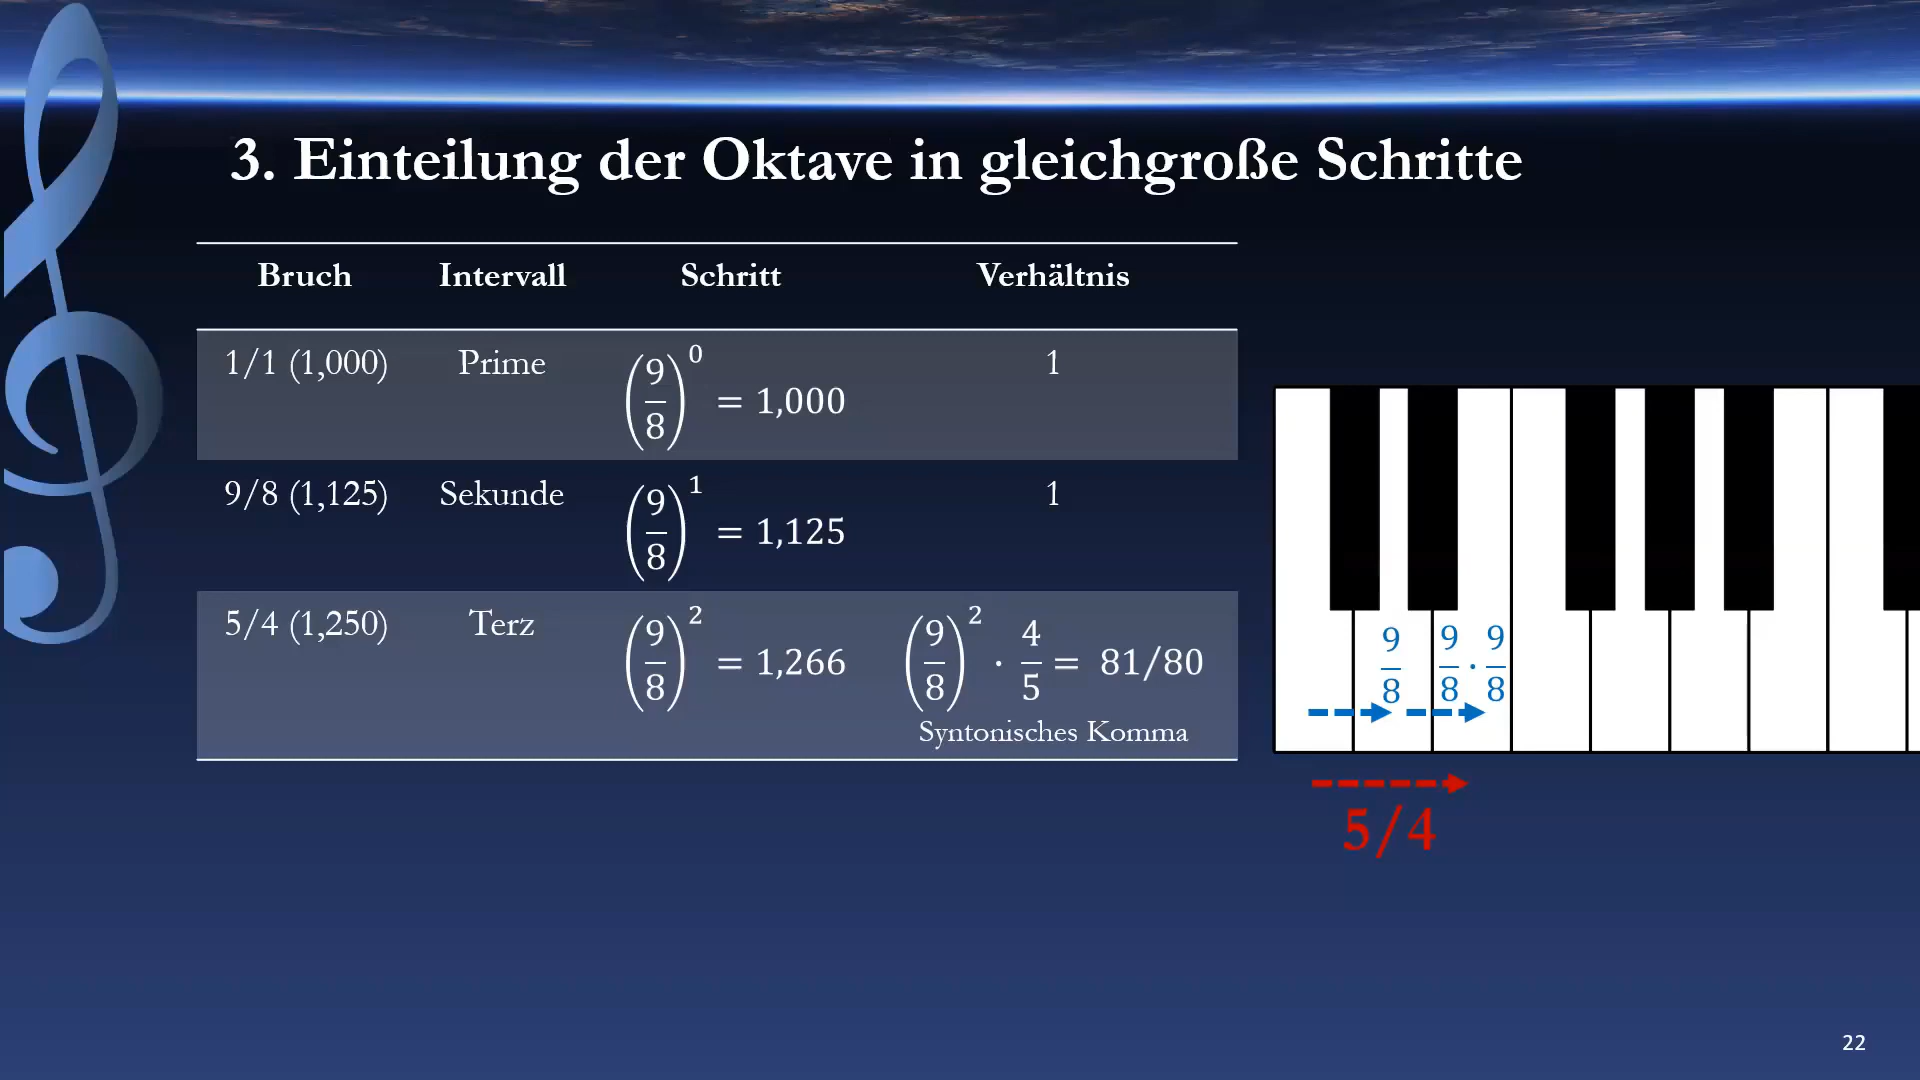 3. Einteilung der Oktave in gleichgroße Schritte
Bruch Intervall Schritt Verhältnis
1/1 (1,000) Prime (9/8)^0 = 1,000 1
9/8 (1,125) Sekunde (9/8)^1 = 1,125 1
5/4 (1,250) Terz (9/8)^2 = 1,266 (9/8)^2 · 4/5 = 81/80
Syntonisches Komma
9/8 9/8 · 9/8
5/4
22